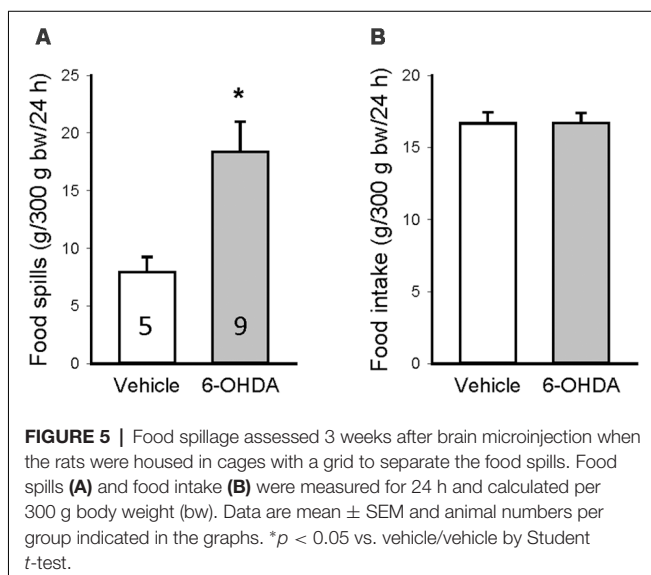 A
B
25
20
15
10
5
0
Food spills (g/300 g bw/24 h)
*
5
9
Vehicle
6-OHDA
20
15
10
5
0
Food intake (g/300 g bw/24 h)
Vehicle
6-OHDA
FIGURE 5 | Food spillage assessed 3 weeks after brain microinjection when
the rats were housed in cages with a grid to separate the food spills. Food
spills (A) and food intake (B) were measured for 24 h and calculated per
300 g body weight (bw). Data are mean ± SEM and animal numbers per
group indicated in the graphs. *p < 0.05 vs. vehicle/vehicle by Student
t-test.